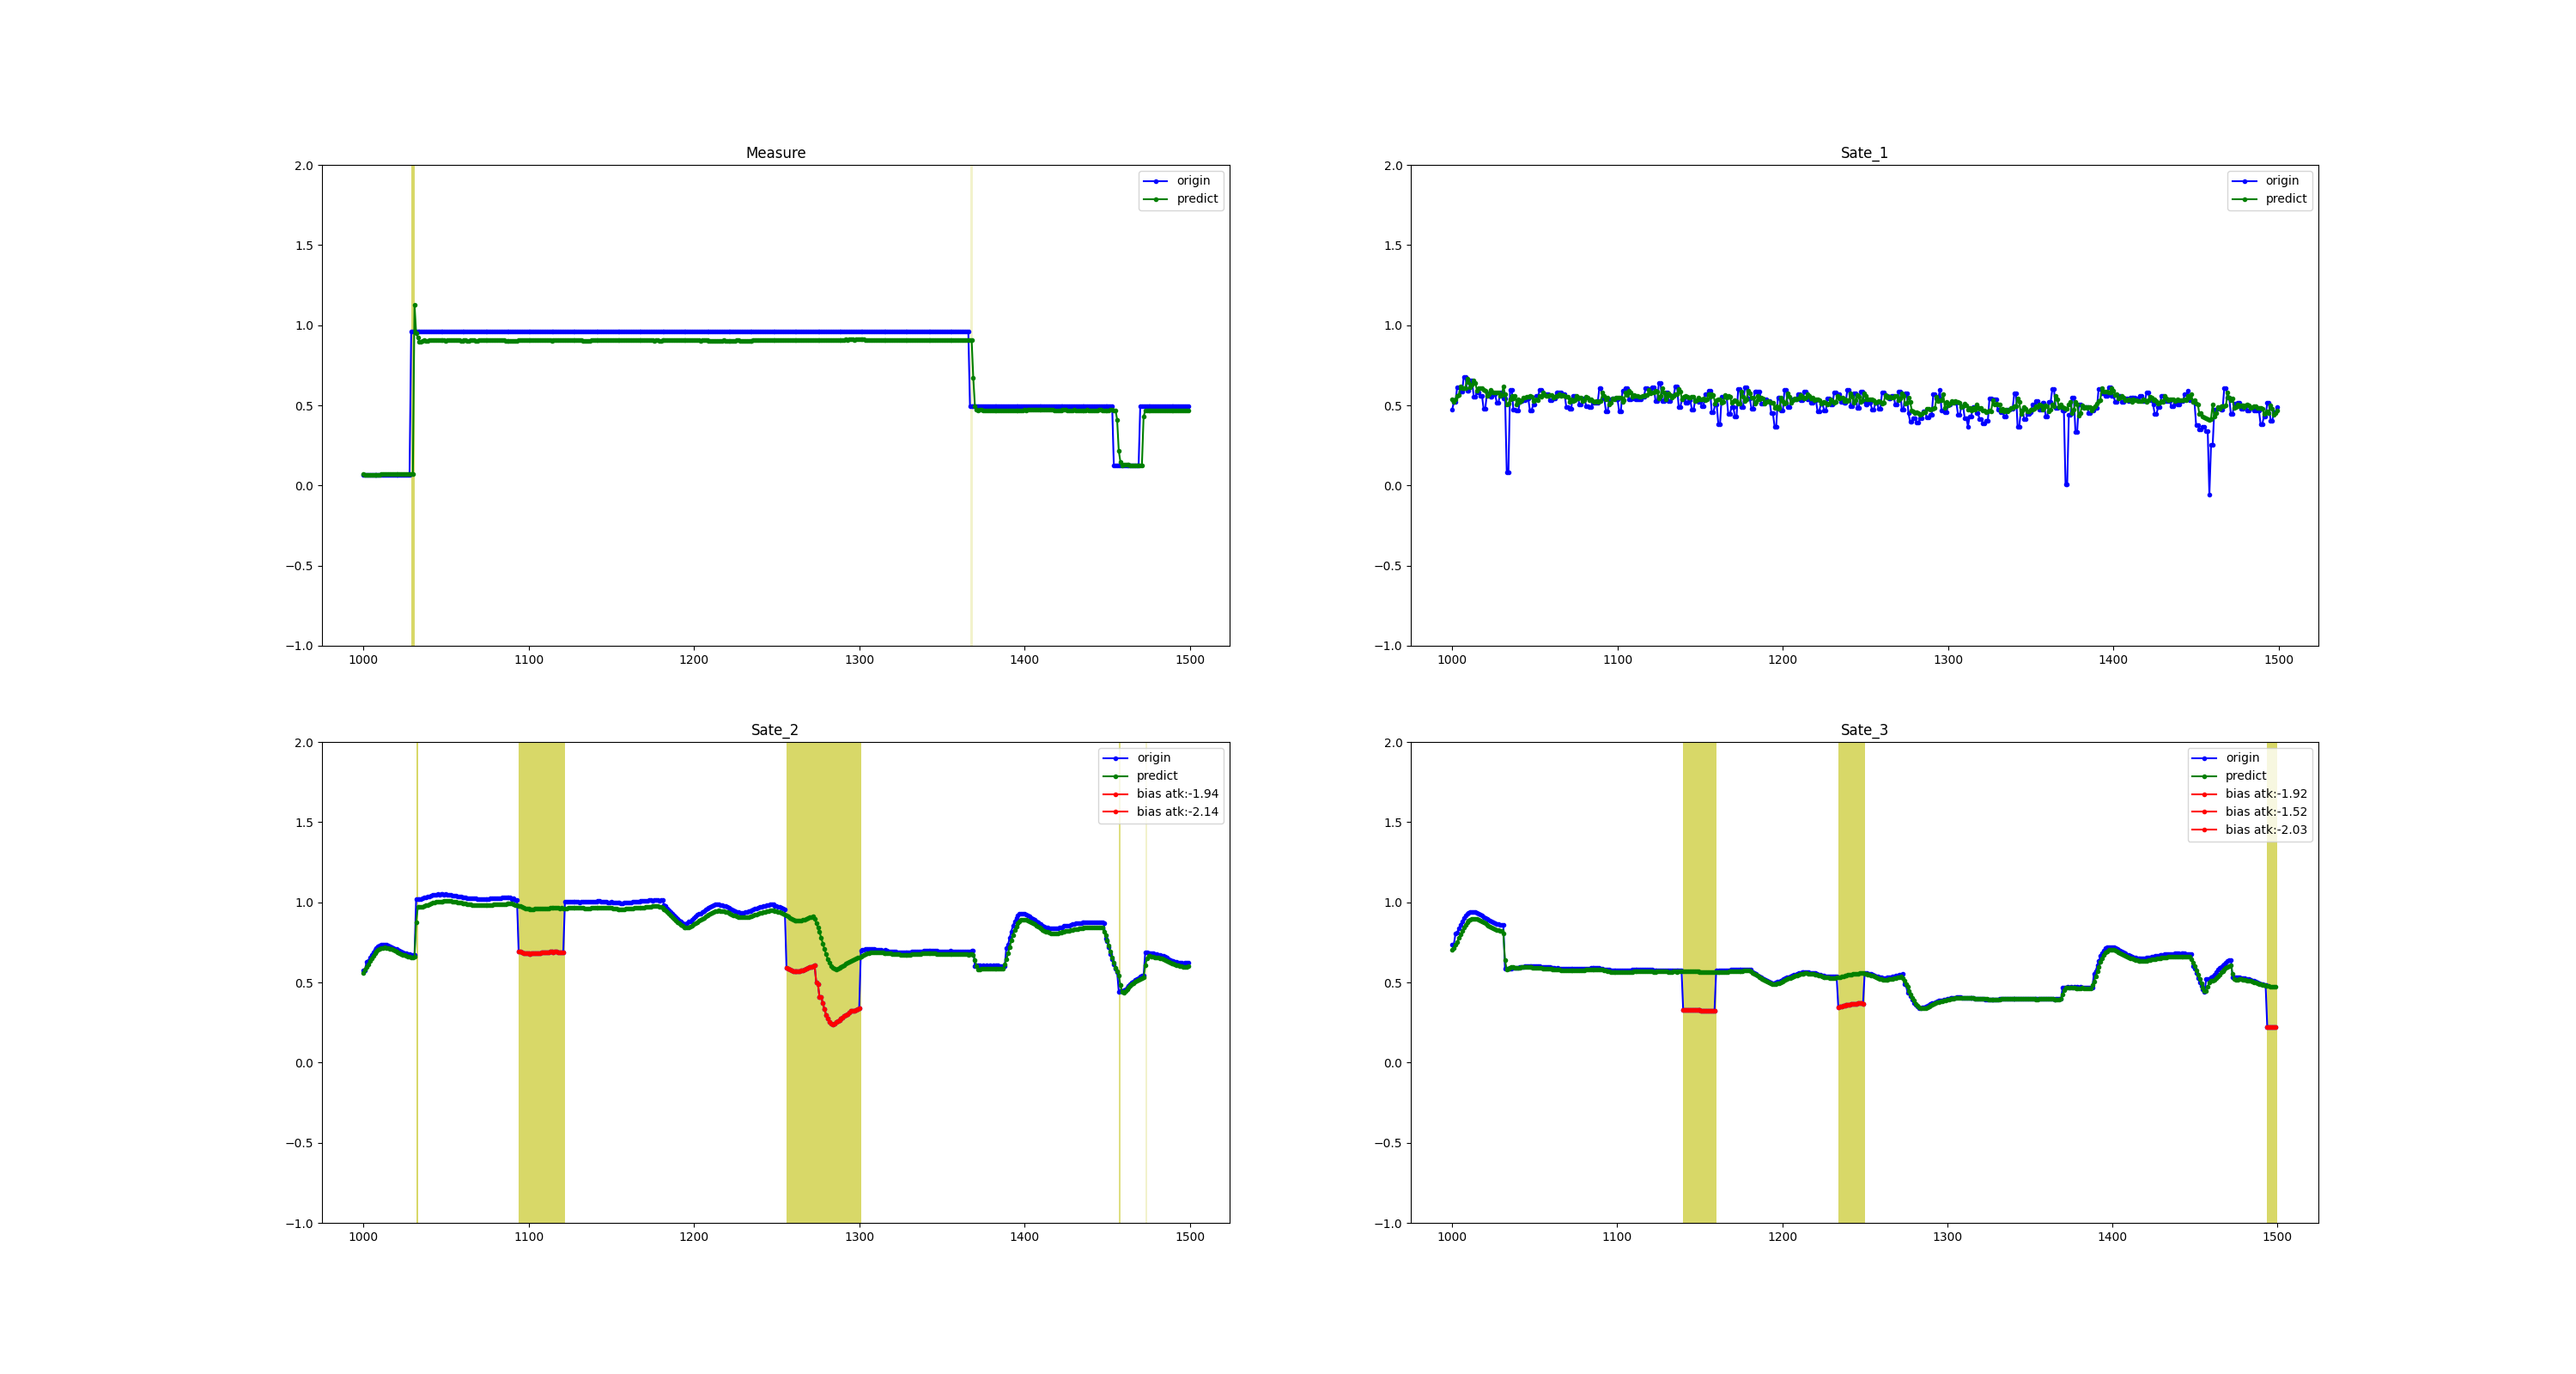 Measure
2.0
1.5
1.0
0.5
0.0
−0.5
−1.0
1000 1100 1200 1300 1400 1500
origin
predict
Sate_1
2.0
1.5
1.0
0.5
0.0
−0.5
−1.0
1000 1100 1200 1300 1400 1500
origin
predict
Sate_2
2.0
1.5
1.0
0.5
0.0
−0.5
−1.0
1000 1100 1200 1300 1400 1500
origin
predict
bias atk:-1.94
bias atk:-2.14
Sate_3
2.0
1.5
1.0
0.5
0.0
−0.5
−1.0
1000 1100 1200 1300 1400 1500
origin
predict
bias atk:-1.92
bias atk:-1.52
bias atk:-2.03